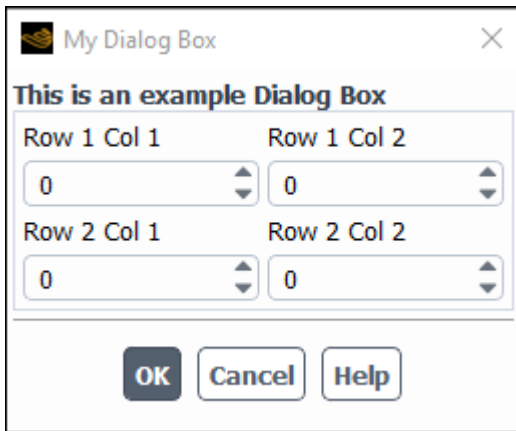 My Dialog Box
This is an example Dialog Box
Row 1 Col 1 Row 1 Col 2
0 0
Row 2 Col 1 Row 2 Col 2
0 0
OK Cancel Help